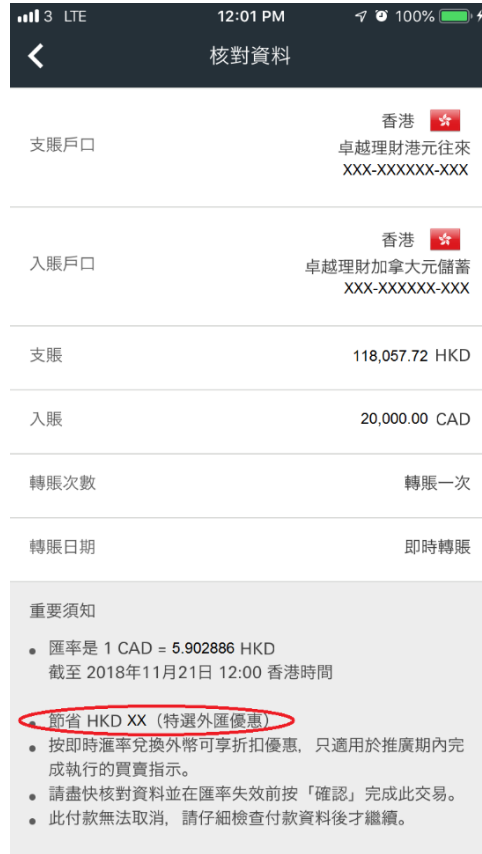 3 LTE 12:01 PM 100%
核對資料
支賬戶口
香港
卓越理財港元往來
XXX-XXXXXX-XXX
入賬戶口
香港
卓越理財加拿大元儲蓄
XXX-XXXXXX-XXX
支賬 118,057.72 HKD
入賬 20,000.00 CAD
轉賬次數 轉賬一次
轉賬日期 即時轉賬
重要須知
• 匯率是 1 CAD = 5.902886 HKD
截至 2018年11月21日 12:00 香港時間
• 節省 HKD XX（特選外匯優惠）
• 按即時滙率兌換外幣可享折扣優惠，只適用於推廣期內完
成執行的買賣指示。
• 請盡快核對資料並在匯率失效前按「確認」完成此交易。
• 此付款無法取消，請仔細檢查付款資料後才繼續。